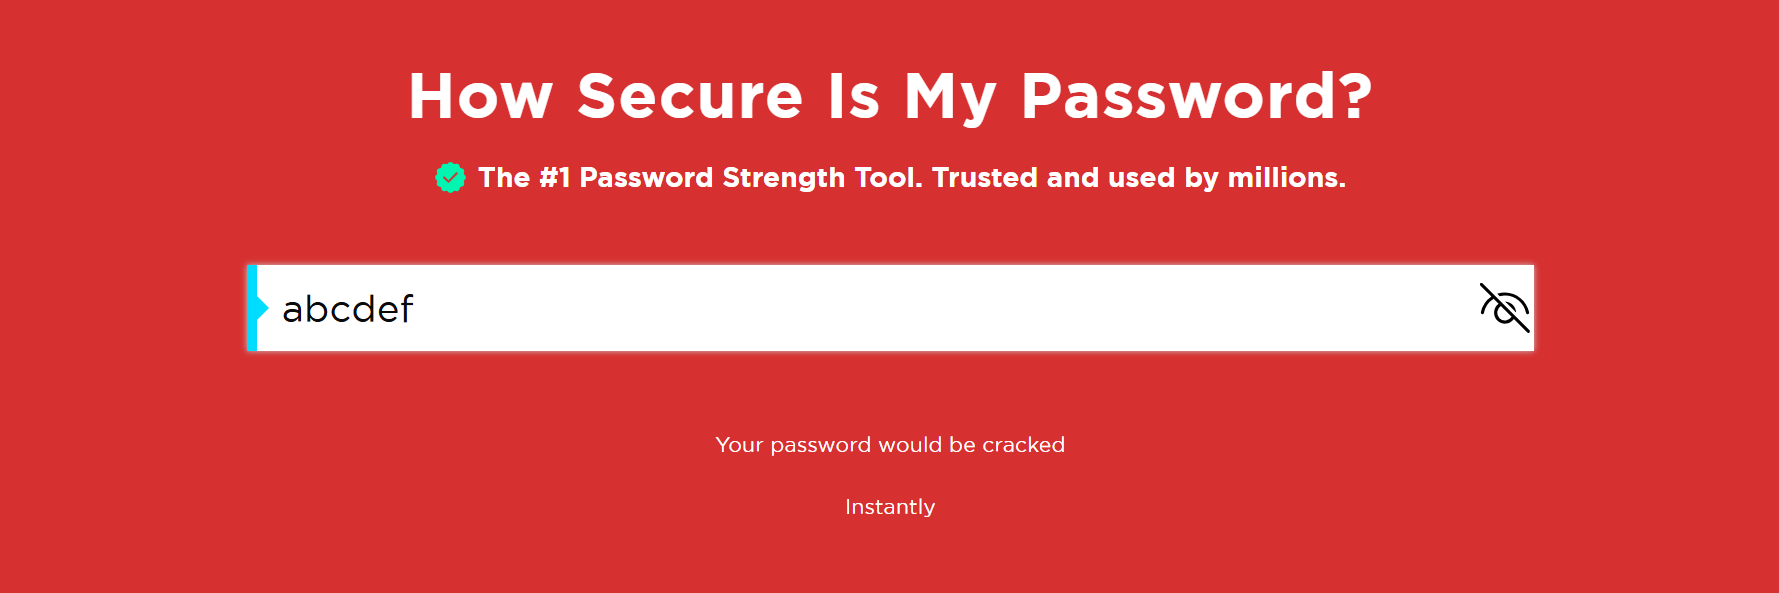 How Secure Is My Password?
The #1 Password Strength Tool. Trusted and used by millions.
abcdef
Your password would be cracked
Instantly